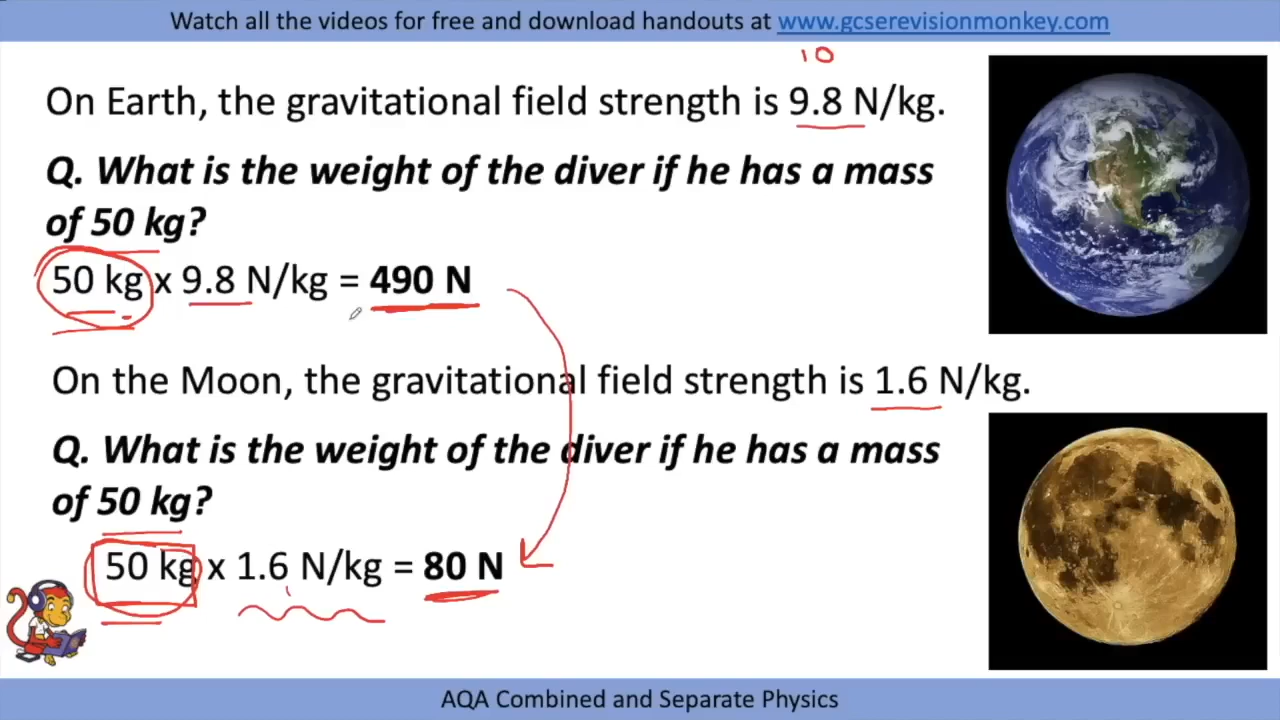 Watch all the videos for free and download handouts at www.gcserevisionmonkey.com
10
On Earth, the gravitational field strength is 9.8 N/kg.
Q. What is the weight of the diver if he has a mass
of 50 kg?
50 kg x 9.8 N/kg = 490 N
On the Moon, the gravitational field strength is 1.6 N/kg.
Q. What is the weight of the diver if he has a mass
of 50 kg?
50 kg x 1.6 N/kg = 80 N
AQA Combined and Separate Physics